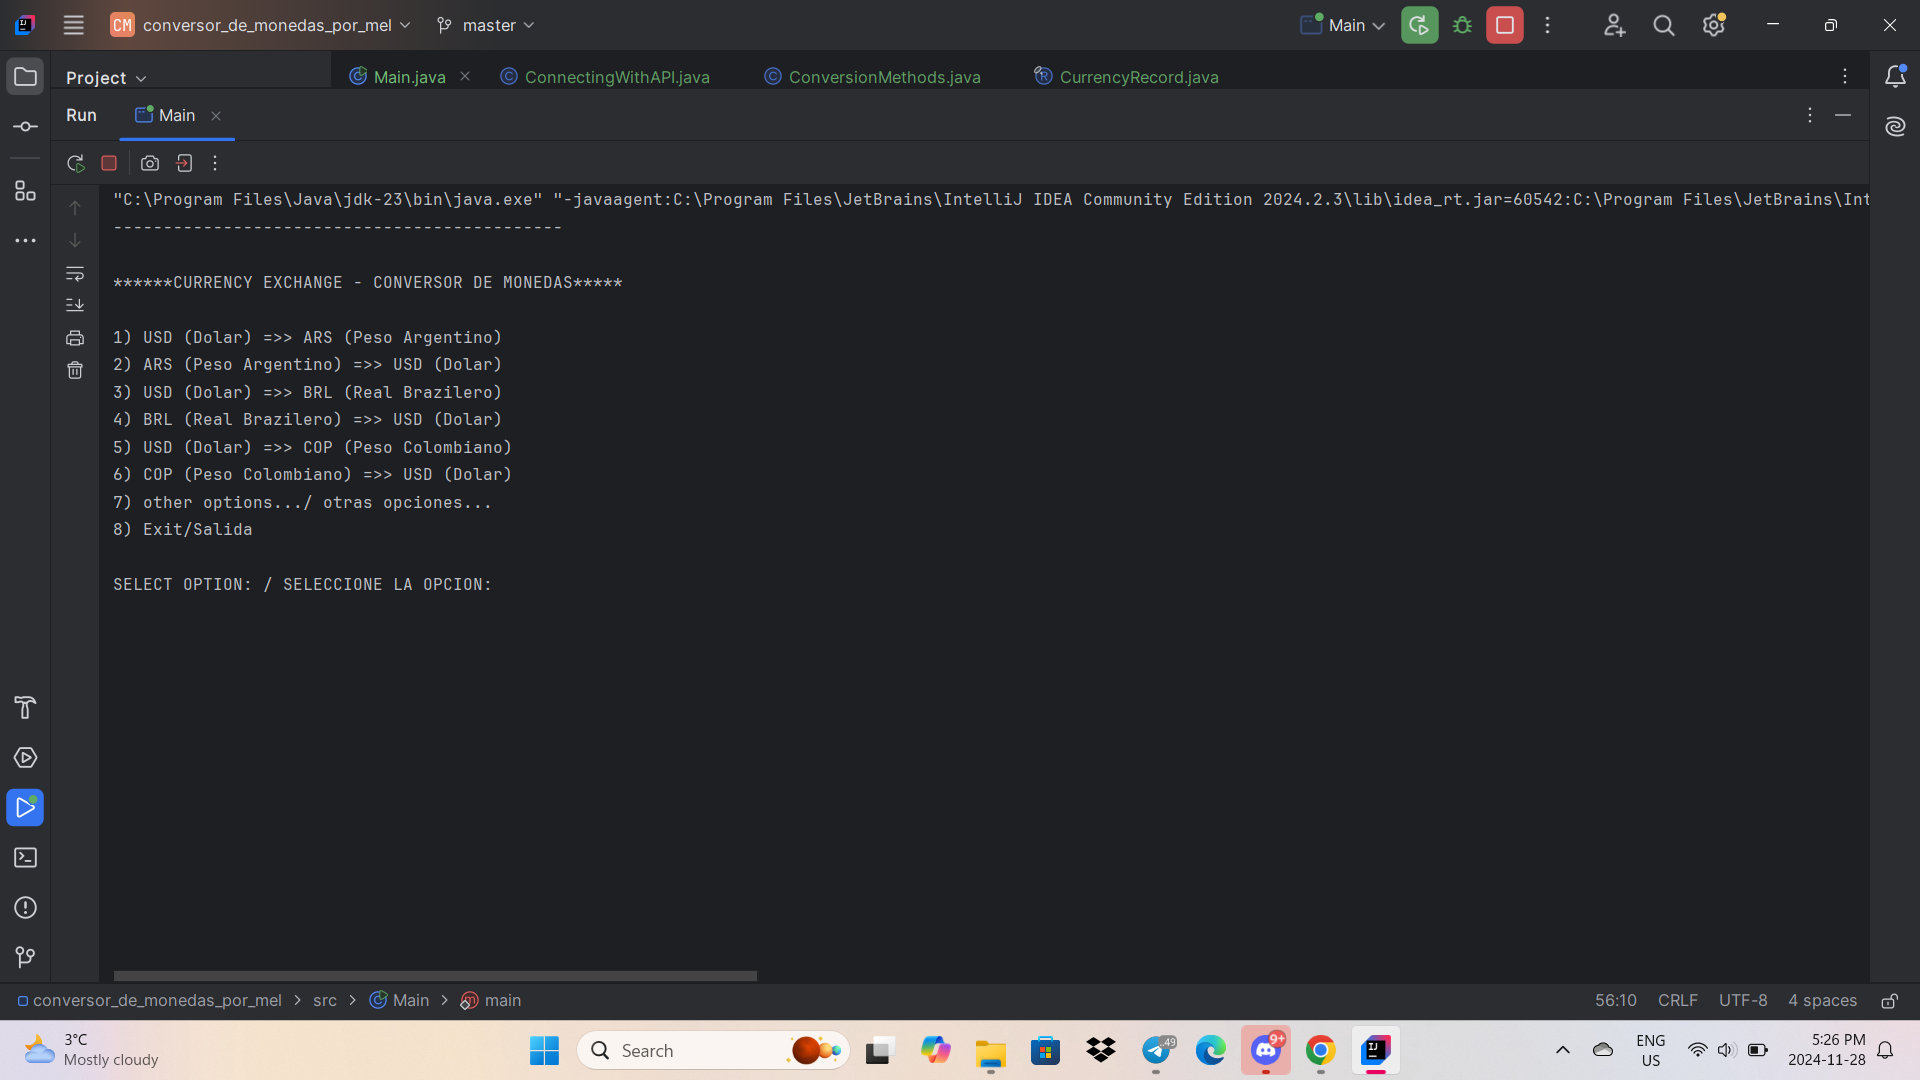 CM conversor_de_monedas_por_mel master Main
Project Main.java ConnectingWithAPI.java ConversionMethods.java CurrencyRecord.java
Run Main
"C:\Program Files\Java\jdk-23\bin\java.exe" "-javaagent:C:\Program Files\JetBrains\IntelliJ IDEA Community Edition 2024.2.3\lib\idea_rt.jar=60542:C:\Program Files\JetBrains\Int
---------------------------------------------
******CURRENCY EXCHANGE - CONVERSOR DE MONEDAS*****
1) USD (Dolar) =>> ARS (Peso Argentino)
2) ARS (Peso Argentino) =>> USD (Dolar)
3) USD (Dolar) =>> BRL (Real Brazilero)
4) BRL (Real Brazilero) =>> USD (Dolar)
5) USD (Dolar) =>> COP (Peso Colombiano)
6) COP (Peso Colombiano) =>> USD (Dolar)
7) other options.../ otras opciones...
8) Exit/Salida
SELECT OPTION: / SELECCIONE LA OPCION:
conversor_de_monedas_por_mel > src > Main > main 56:10 CRLF UTF-8 4 spaces
3°C
Mostly cloudy
Search
.49
9+
ENG
US
5:26 PM
2024-11-28